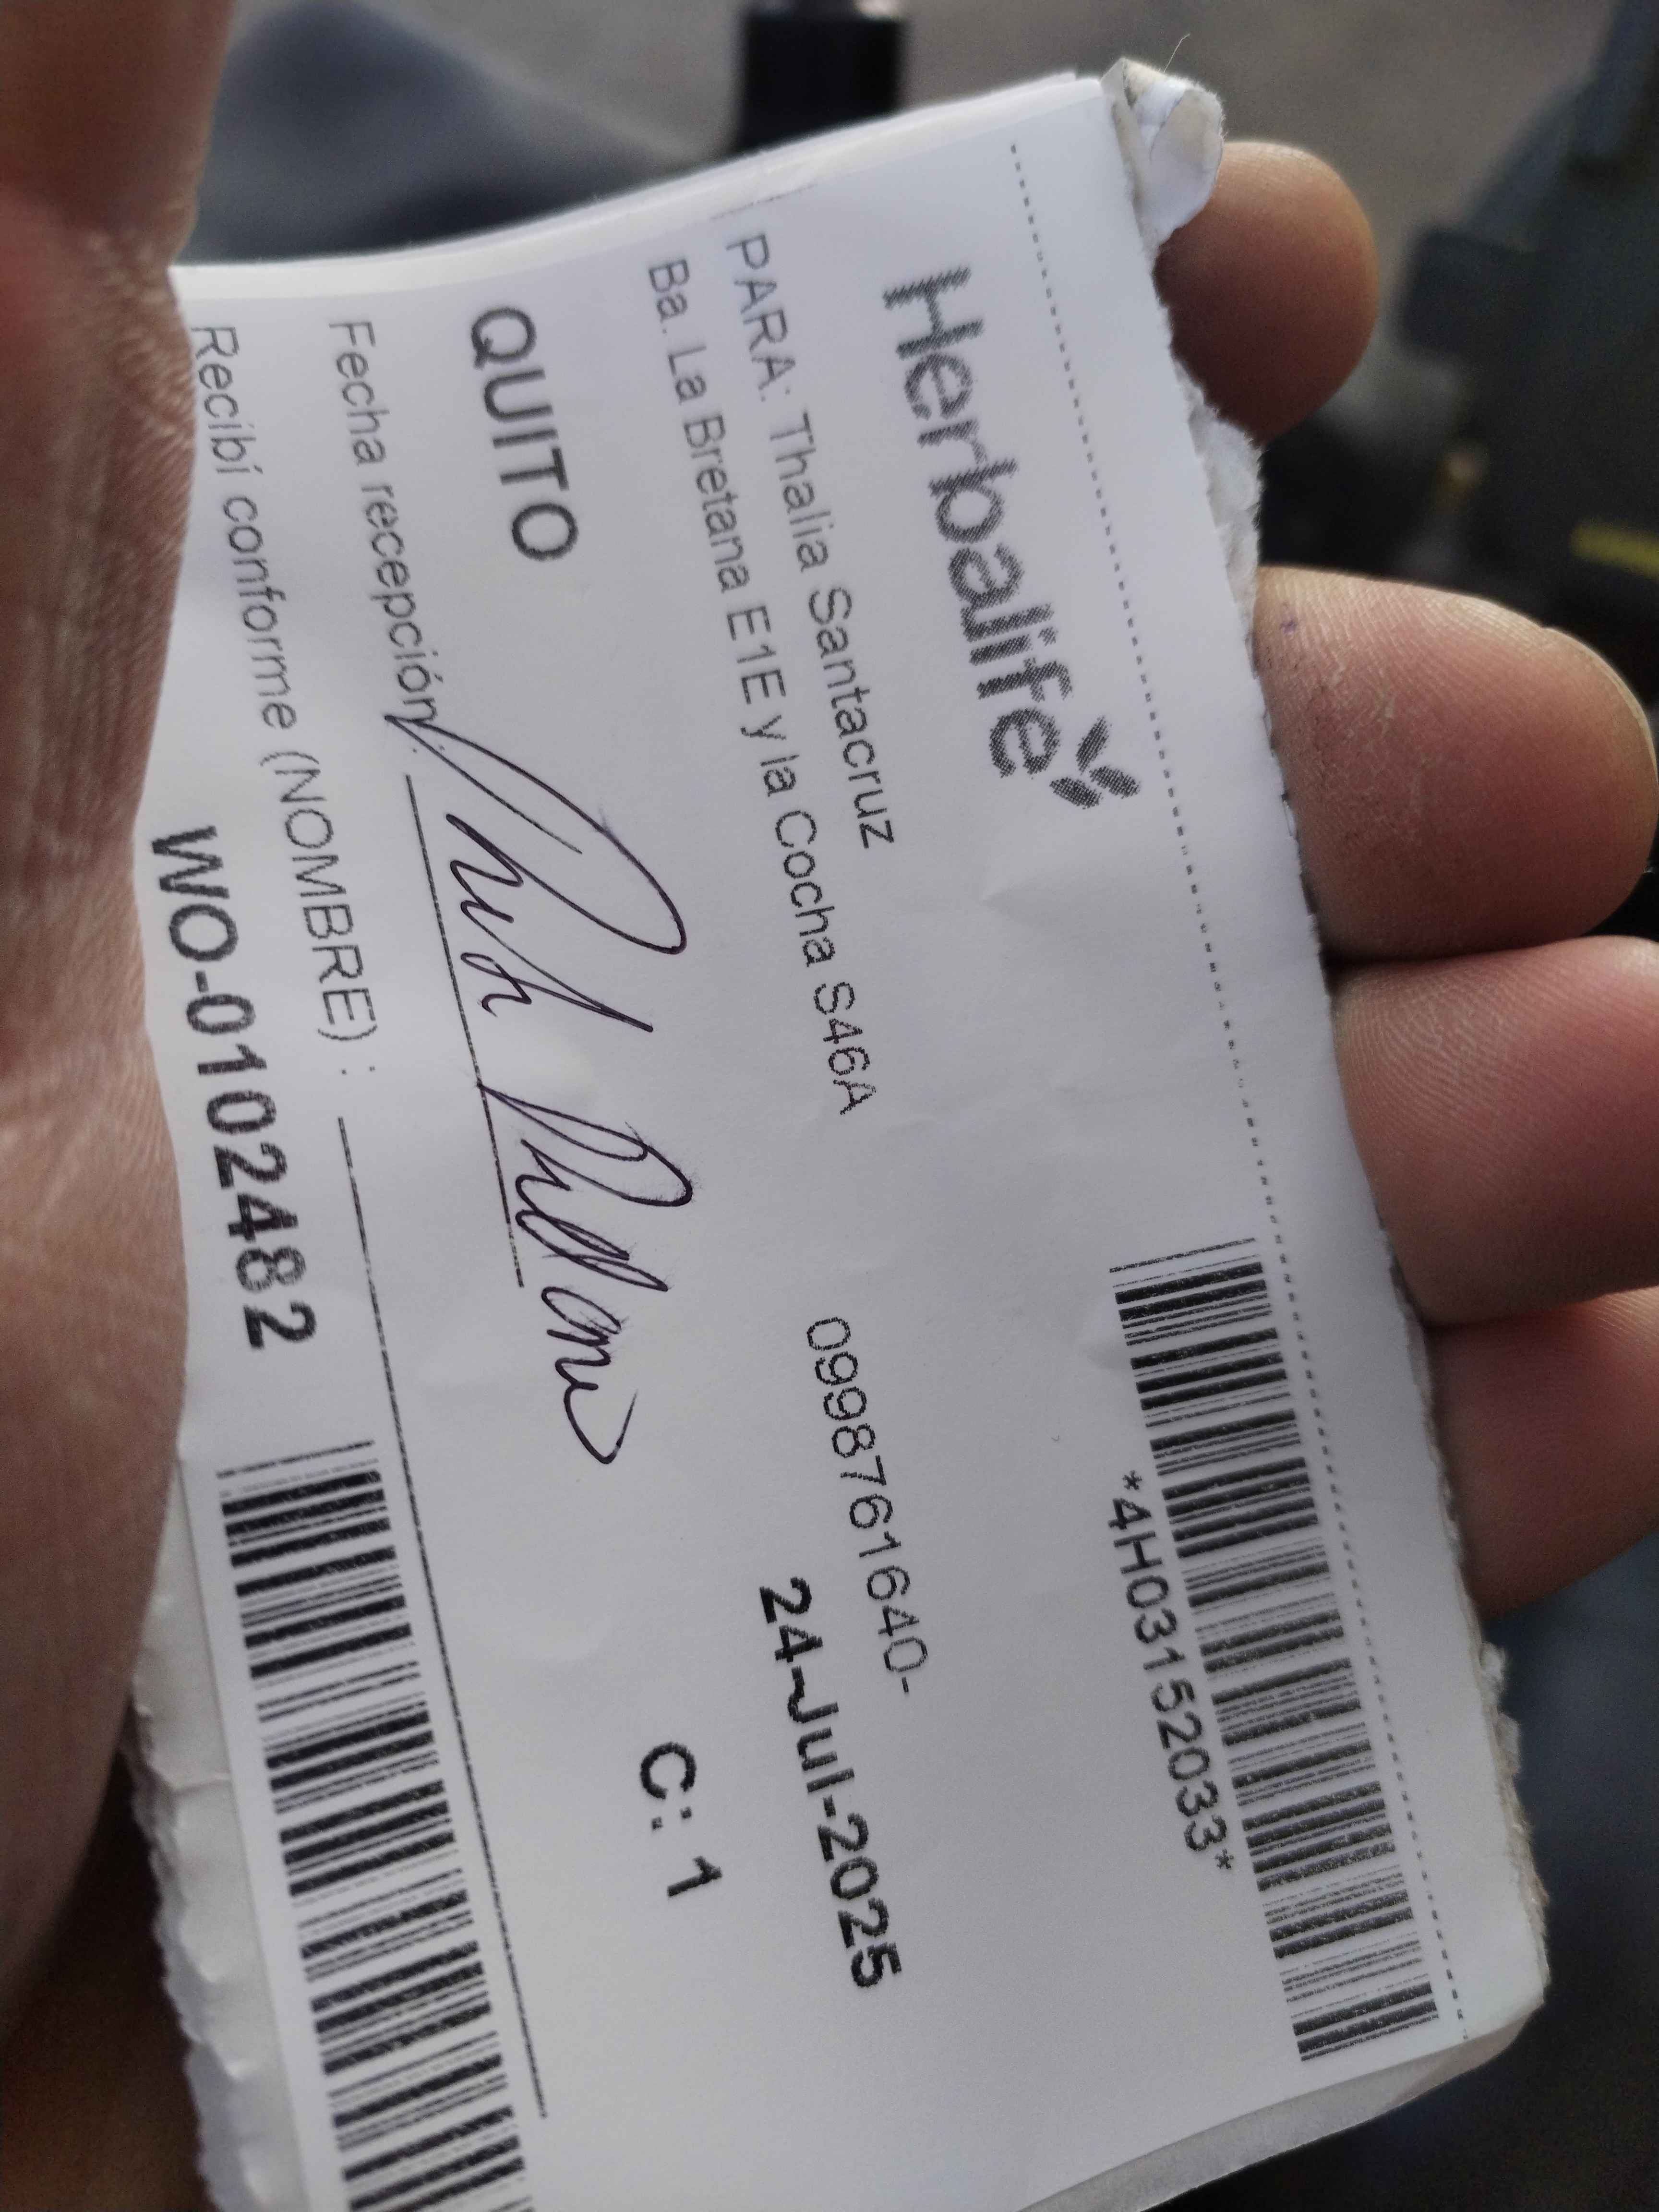 Herbalife
*4H03152033*
PARA: Thalia Santacruz
0998761640-
Ba. La Bretana E1E y la Cocha S46A
24-Jul-2025
QUITO
C: 1
Fecha recepción:
Recibí conforme (NOMBRE) :
WO-0102482